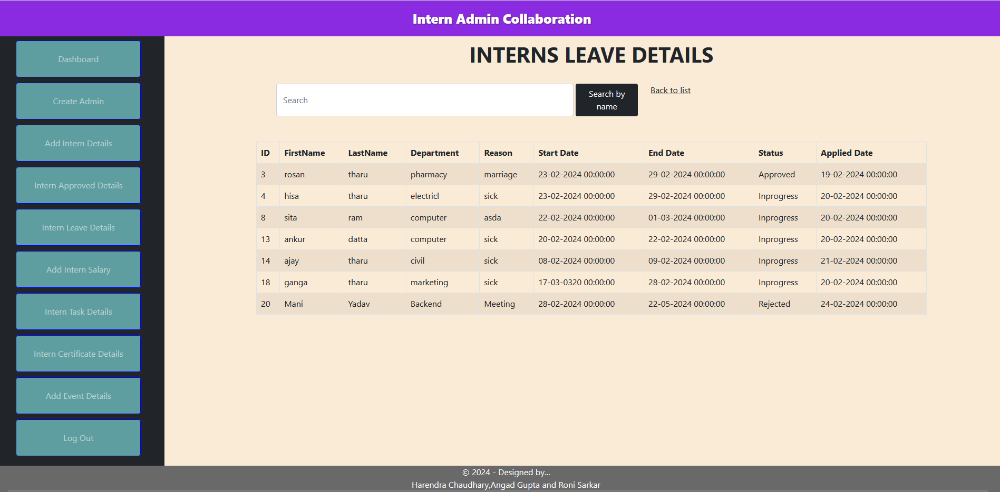 Intern Admin Collaboration
Dashboard
Create Admin
Add Intern Details
Intern Approved Details
Intern Leave Details
Add Intern Salary
Intern Task Details
Intern Certificate Details
Add Event Details
Log Out
INTERNS LEAVE DETAILS
Search
Search by
name
Back to list
ID FirstName LastName Department Reason Start Date End Date Status Applied Date
3 rosan tharu pharmacy marriage 23-02-2024 00:00:00 29-02-2024 00:00:00 Approved 19-02-2024 00:00:00
4 hisa tharu electricl sick 23-02-2024 00:00:00 29-02-2024 00:00:00 Inprogress 20-02-2024 00:00:00
8 sita ram computer asda 22-02-2024 00:00:00 01-03-2024 00:00:00 Inprogress 20-02-2024 00:00:00
13 ankur datta computer sick 20-02-2024 00:00:00 22-02-2024 00:00:00 Inprogress 20-02-2024 00:00:00
14 ajay tharu civil sick 08-02-2024 00:00:00 09-02-2024 00:00:00 Inprogress 21-02-2024 00:00:00
18 ganga tharu marketing sick 17-03-0320 00:00:00 28-02-2024 00:00:00 Inprogress 20-02-2024 00:00:00
20 Mani Yadav Backend Meeting 28-02-2024 00:00:00 22-05-2024 00:00:00 Rejected 24-02-2024 00:00:00
© 2024 - Designed by...
Harendra Chaudhary,Angad Gupta and Roni Sarkar